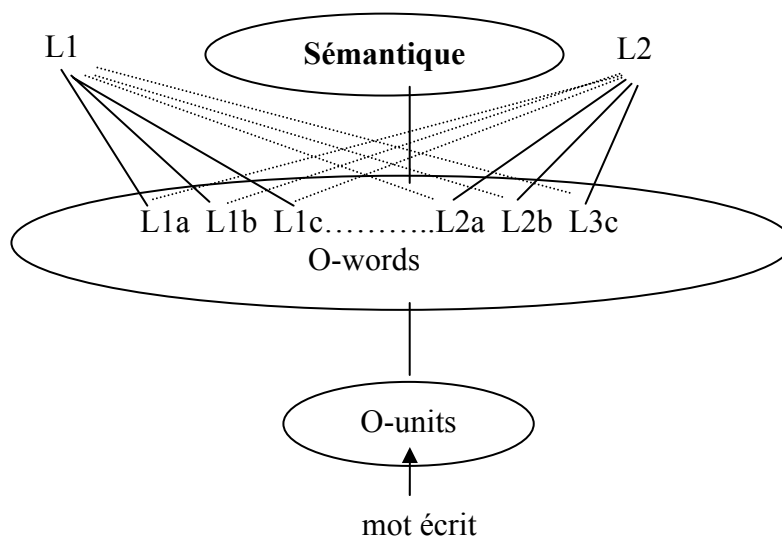 L1 Sémantique L2
L1a L1b L1c………..L2a L2b L3c
O-words
O-units
mot écrit